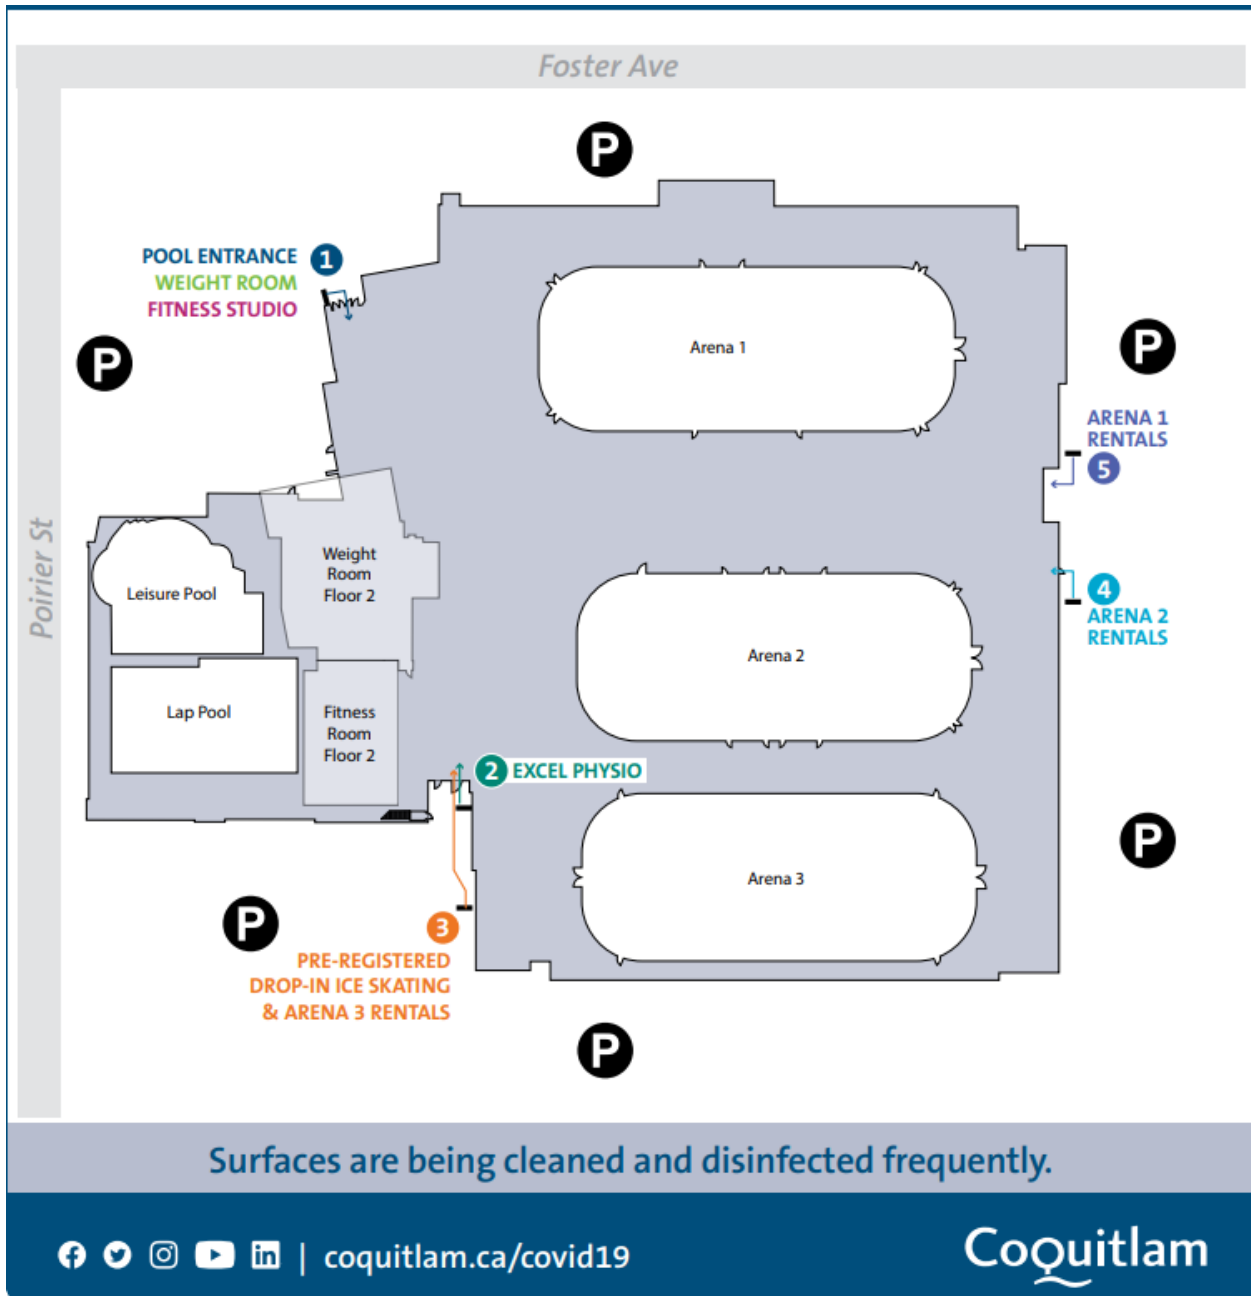 Foster Ave
P
POOL ENTRANCE
1
WEIGHT ROOM
FITNESS STUDIO
P
P
Arena 1
ARENA 1
RENTALS
5
Poirier St
Weight
Room
Floor 2
Leisure Pool
4
ARENA 2
RENTALS
Arena 2
Lap Pool
Fitness
Room
Floor 2
2 EXCEL PHYSIO
P
Arena 3
P
3
PRE-REGISTERED
DROP-IN ICE SKATING
& ARENA 3 RENTALS
P
Surfaces are being cleaned and disinfected frequently.
coquitlam.ca/covid19
Coquitlam